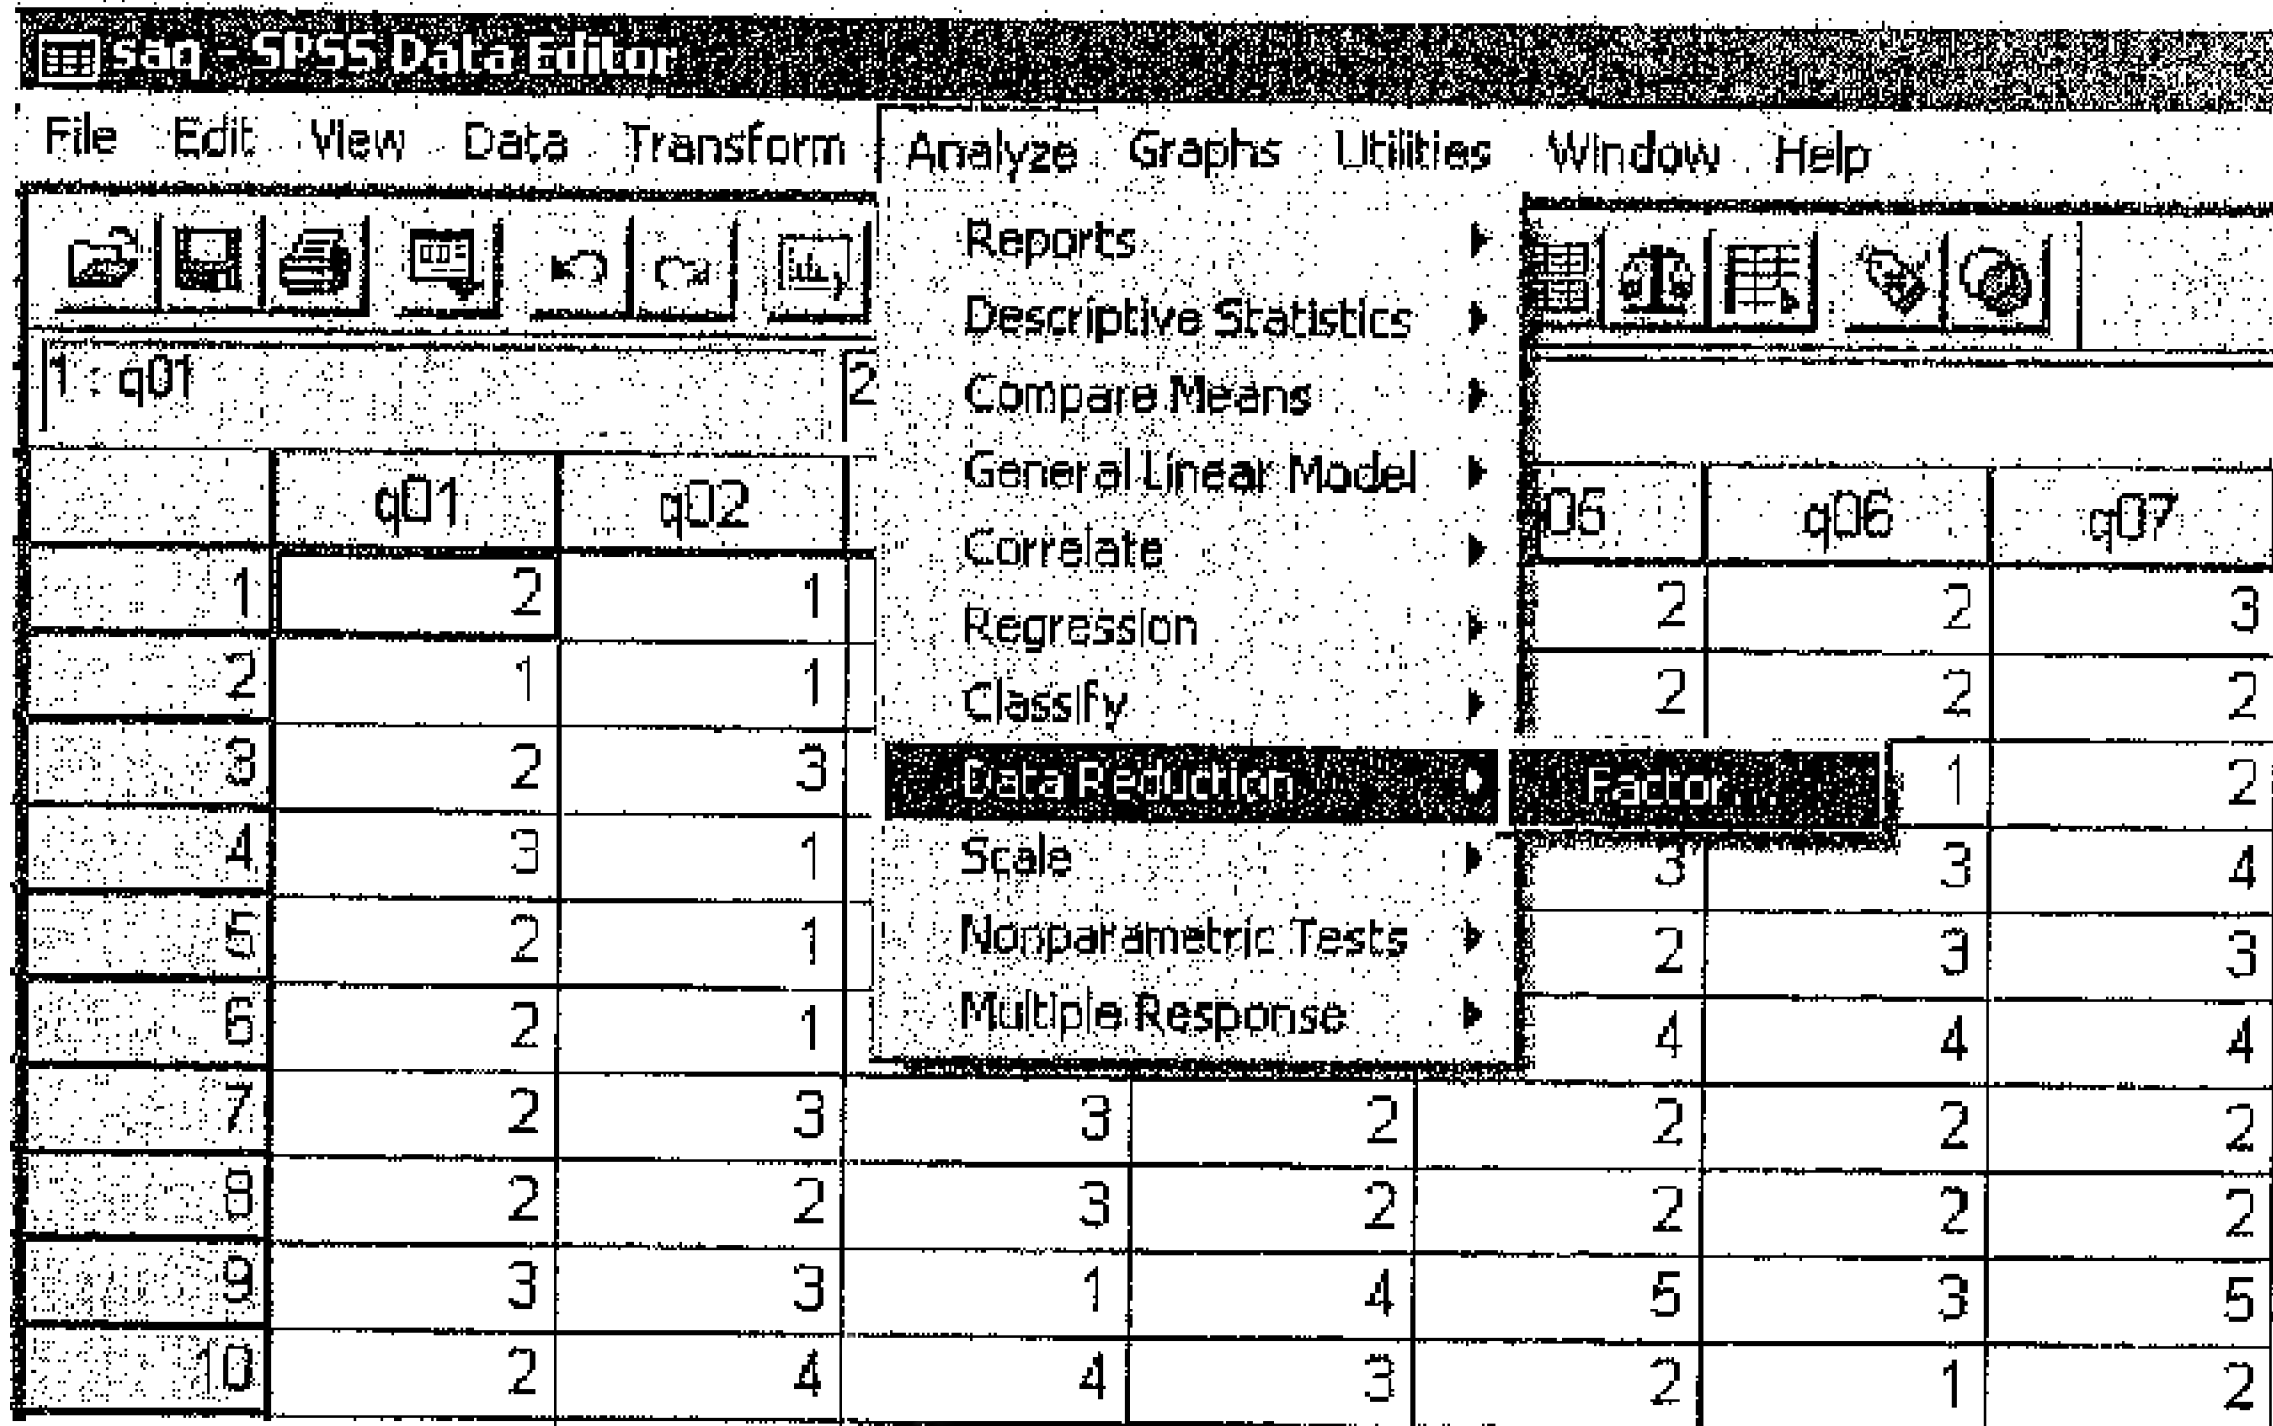 saq - SPSS Data Editor
File Edit View Data Transform Analyze Graphs Utilities Window Help
Reports
Descriptive Statistics
1 : q01 2
Compare Means
General Linear Model
q01 q02 05 q06 q07
Correlate
1 2 1 2 2 3
Regression
2 1 1 2 2 2
Classify
3 2 3 Data Reduction Factor... 1 2
4 3 1 Scale 3 3 4
5 2 1 Nonparametric Tests 2 3 3
6 2 1 Multiple Response 4 4 4
7 2 3 3 2 2 2 2
8 2 2 3 2 2 2 2
9 3 3 1 4 5 3 5
10 2 4 4 3 2 1 2